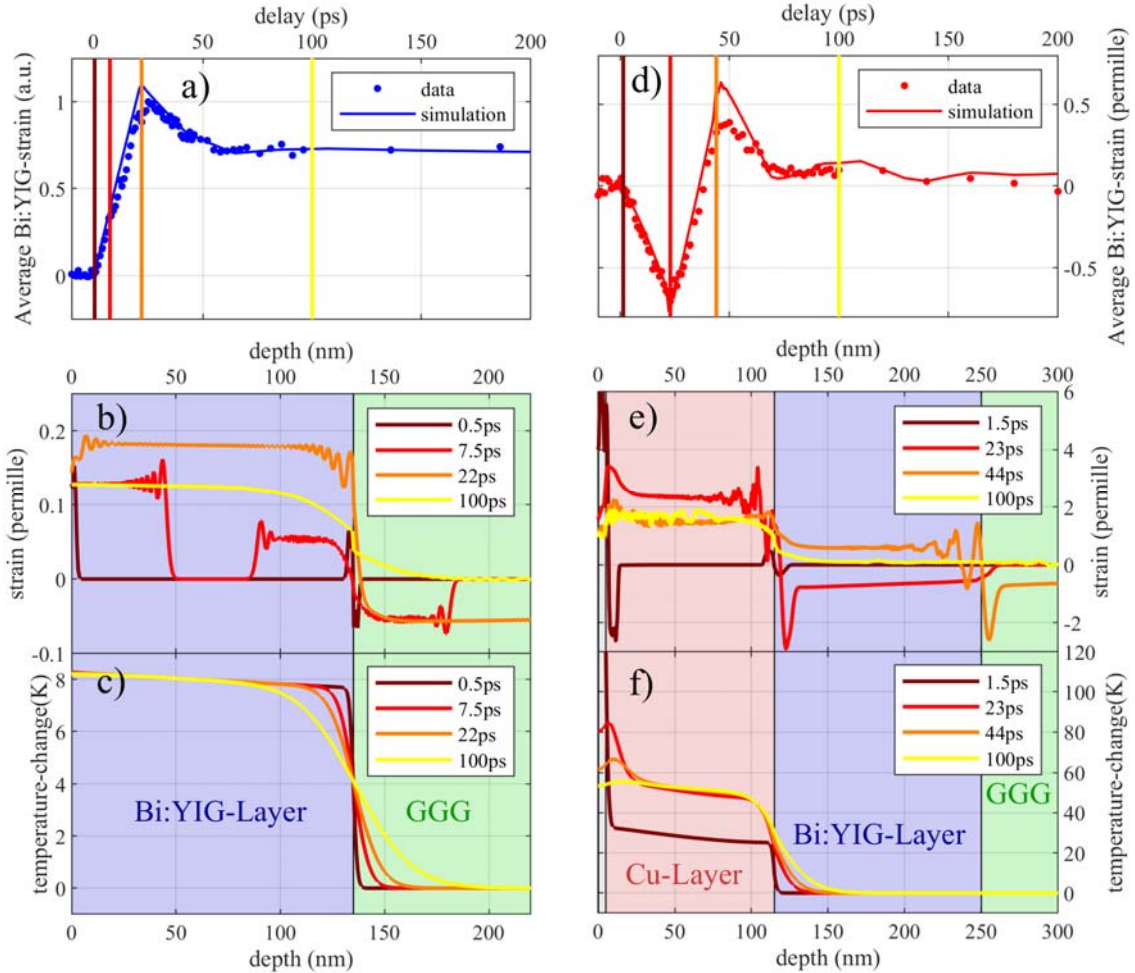 delay (ps)
0 50 100 150 200
a)
data
simulation
Average Bi:YIG-strain (a.u.)
1
0.5
0
delay (ps)
0 50 100 150 200
d)
data
simulation
Average Bi:YIG-strain (permille)
0.5
0
-0.5
depth (nm)
0 50 100 150 200
b)
0.5ps
7.5ps
22ps
100ps
strain (permille)
0.2
0.1
0
-0.1
depth (nm)
0 50 100 150 200 250 300
e)
1.5ps
23ps
44ps
100ps
strain (permille)
6
4
2
0
-2
c)
0.5ps
7.5ps
22ps
100ps
Bi:YIG-Layer
GGG
temperature-change(K)
8
6
4
2
0
0 50 100 150 200
depth (nm)
f)
1.5ps
23ps
44ps
100ps
GGG
Bi:YIG-Layer
Cu-Layer
temperature-change(K)
120
100
80
60
40
20
0
0 50 100 150 200 250 300
depth (nm)